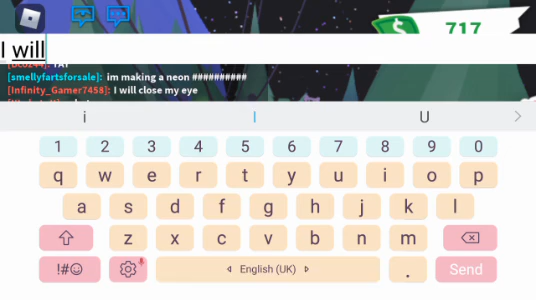 717
I will
[smellyfartsforsale]: im making a neon ##########
[Infinity_Gamer7458]: I will close my eye
i I U
1 2 3 4 5 6 7 8 9 0
q w e r t y u i o p
a s d f g h j k l
z x c v b n m
!#☺ English (UK) . Send